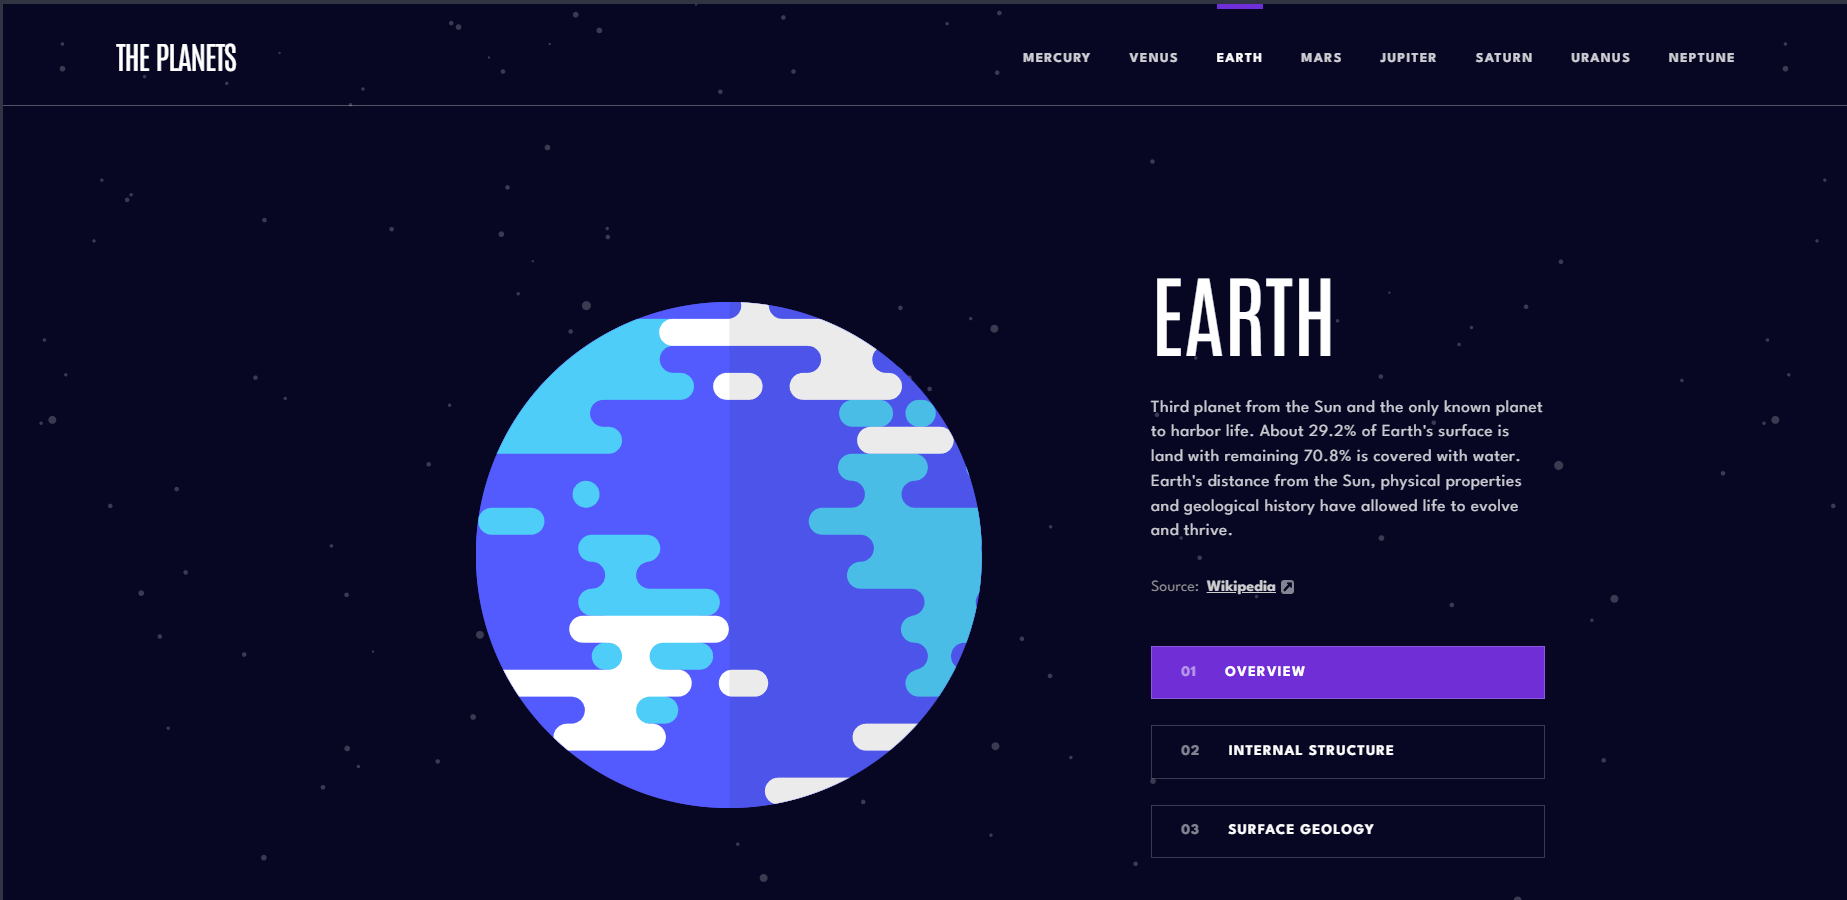 THE PLANETS
MERCURY VENUS EARTH MARS JUPITER SATURN URANUS NEPTUNE
EARTH
Third planet from the Sun and the only known planet
to harbor life. About 29.2% of Earth's surface is
land with remaining 70.8% is covered with water.
Earth's distance from the Sun, physical properties
and geological history have allowed life to evolve
and thrive.
Source: Wikipedia
01 OVERVIEW
02 INTERNAL STRUCTURE
03 SURFACE GEOLOGY